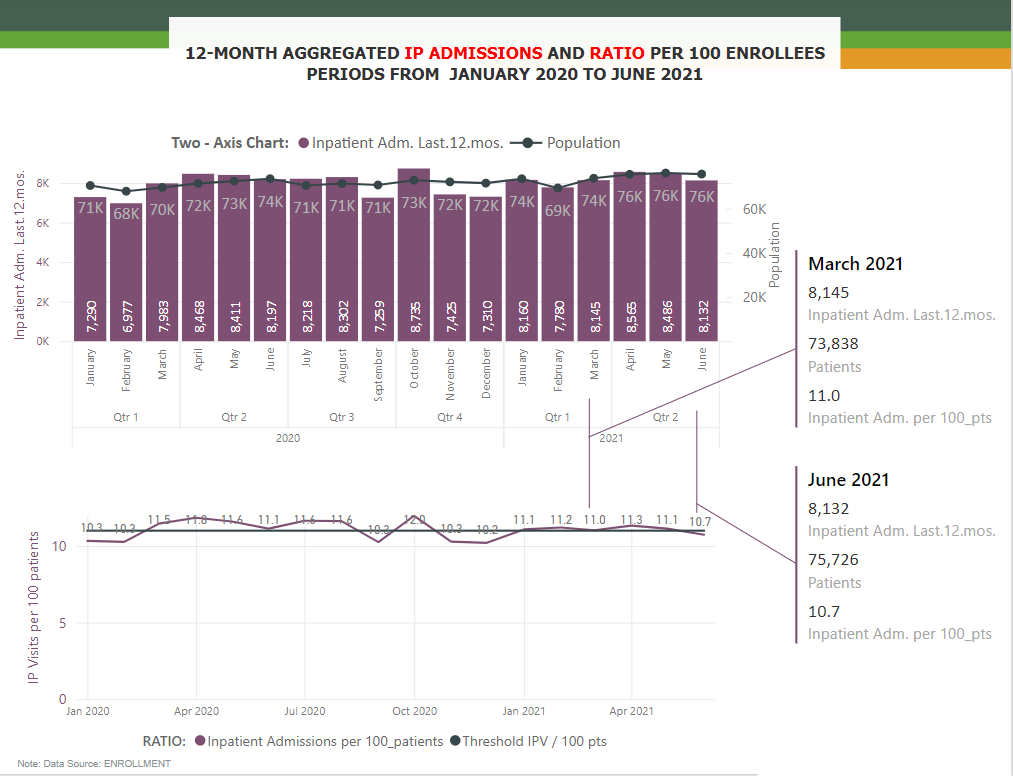 12-MONTH AGGREGATED IP ADMISSIONS AND RATIO PER 100 ENROLLEES
PERIODS FROM JANUARY 2020 TO JUNE 2021
Two - Axis Chart: Inpatient Adm. Last.12.mos. Population
Inpatient Adm. Last.12.mos.
8K
6K
4K
2K
0K
71K 68K 70K 72K 73K 74K 71K 71K 71K 73K 72K 72K 74K 69K 74K 76K 76K 76K
7,290 6,977 7,983 8,468 8,411 8,197 8,218 8,302 7,259 8,735 7,425 7,310 8,160 7,780 8,145 8,565 8,486 8,132
60K
40K
20K
Population
January February March April May June July August September October November December January February March April May June
Qtr 1 Qtr 2 Qtr 3 Qtr 4 Qtr 1 Qtr 2
2020 2021
March 2021
8,145
Inpatient Adm. Last.12.mos.
73,838
Patients
11.0
Inpatient Adm. per 100_pts
June 2021
8,132
Inpatient Adm. Last.12.mos.
75,726
Patients
10.7
Inpatient Adm. per 100_pts
IP Visits per 100 patients
10.3 10.3 11.5 11.8 11.6 11.1 11.6 11.6 10.3 12.0 10.3 10.2 11.1 11.2 11.0 11.3 11.1 10.7
10
5
0
Jan 2020 Apr 2020 Jul 2020 Oct 2020 Jan 2021 Apr 2021
RATIO: Inpatient Admissions per 100_patients Threshold IPV / 100 pts
Note: Data Source: ENROLLMENT